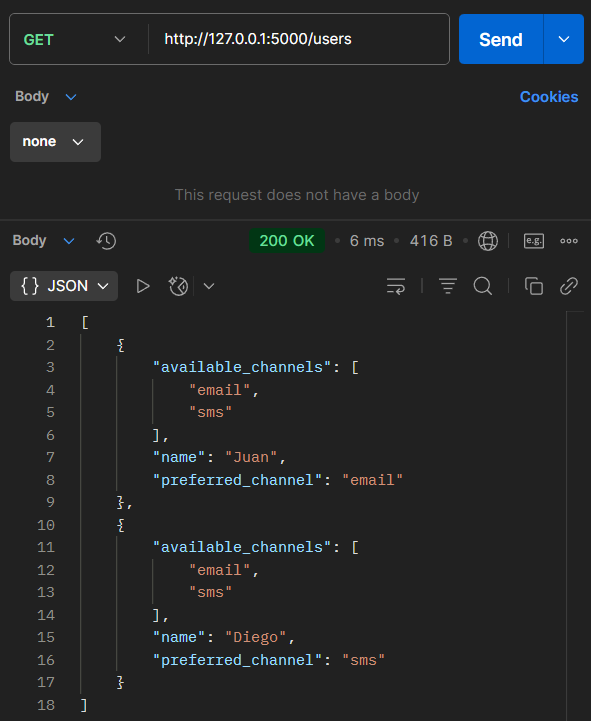 GET http://127.0.0.1:5000/users Send
Body Cookies
none
This request does not have a body
Body 200 OK • 6 ms • 416 B • e.g.
{} JSON
1 [
2 {
3 "available_channels": [
4 "email",
5 "sms"
6 ],
7 "name": "Juan",
8 "preferred_channel": "email"
9 },
10 {
11 "available_channels": [
12 "email",
13 "sms"
14 ],
15 "name": "Diego",
16 "preferred_channel": "sms"
17 }
18 ]